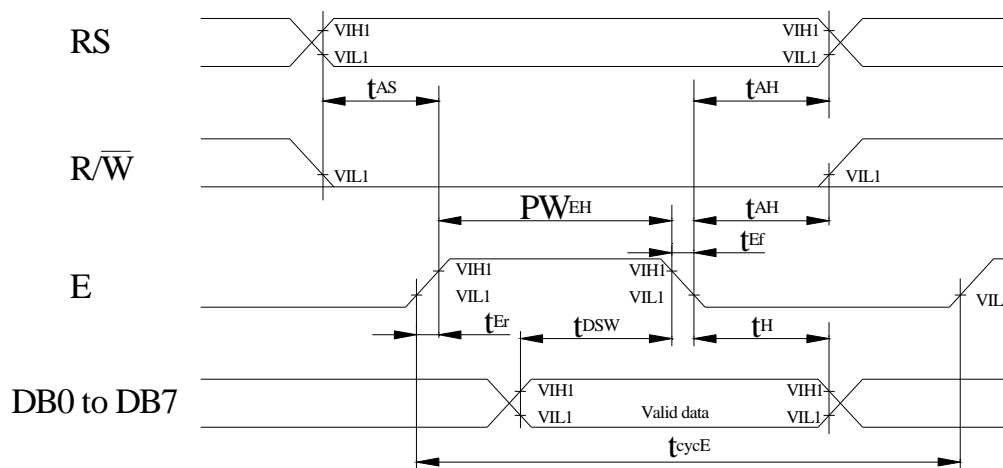 RS
VIH1 VIH1
VIL1 VIL1
tAS tAH
R/W̅
VIL1 VIL1
PWEH tAH
tEf
E
VIH1 VIH1
VIL1 VIL1 VIL
tEr tDSW tH
DB0 to DB7
VIH1 VIH1
VIL1 Valid data VIL1
tcycE